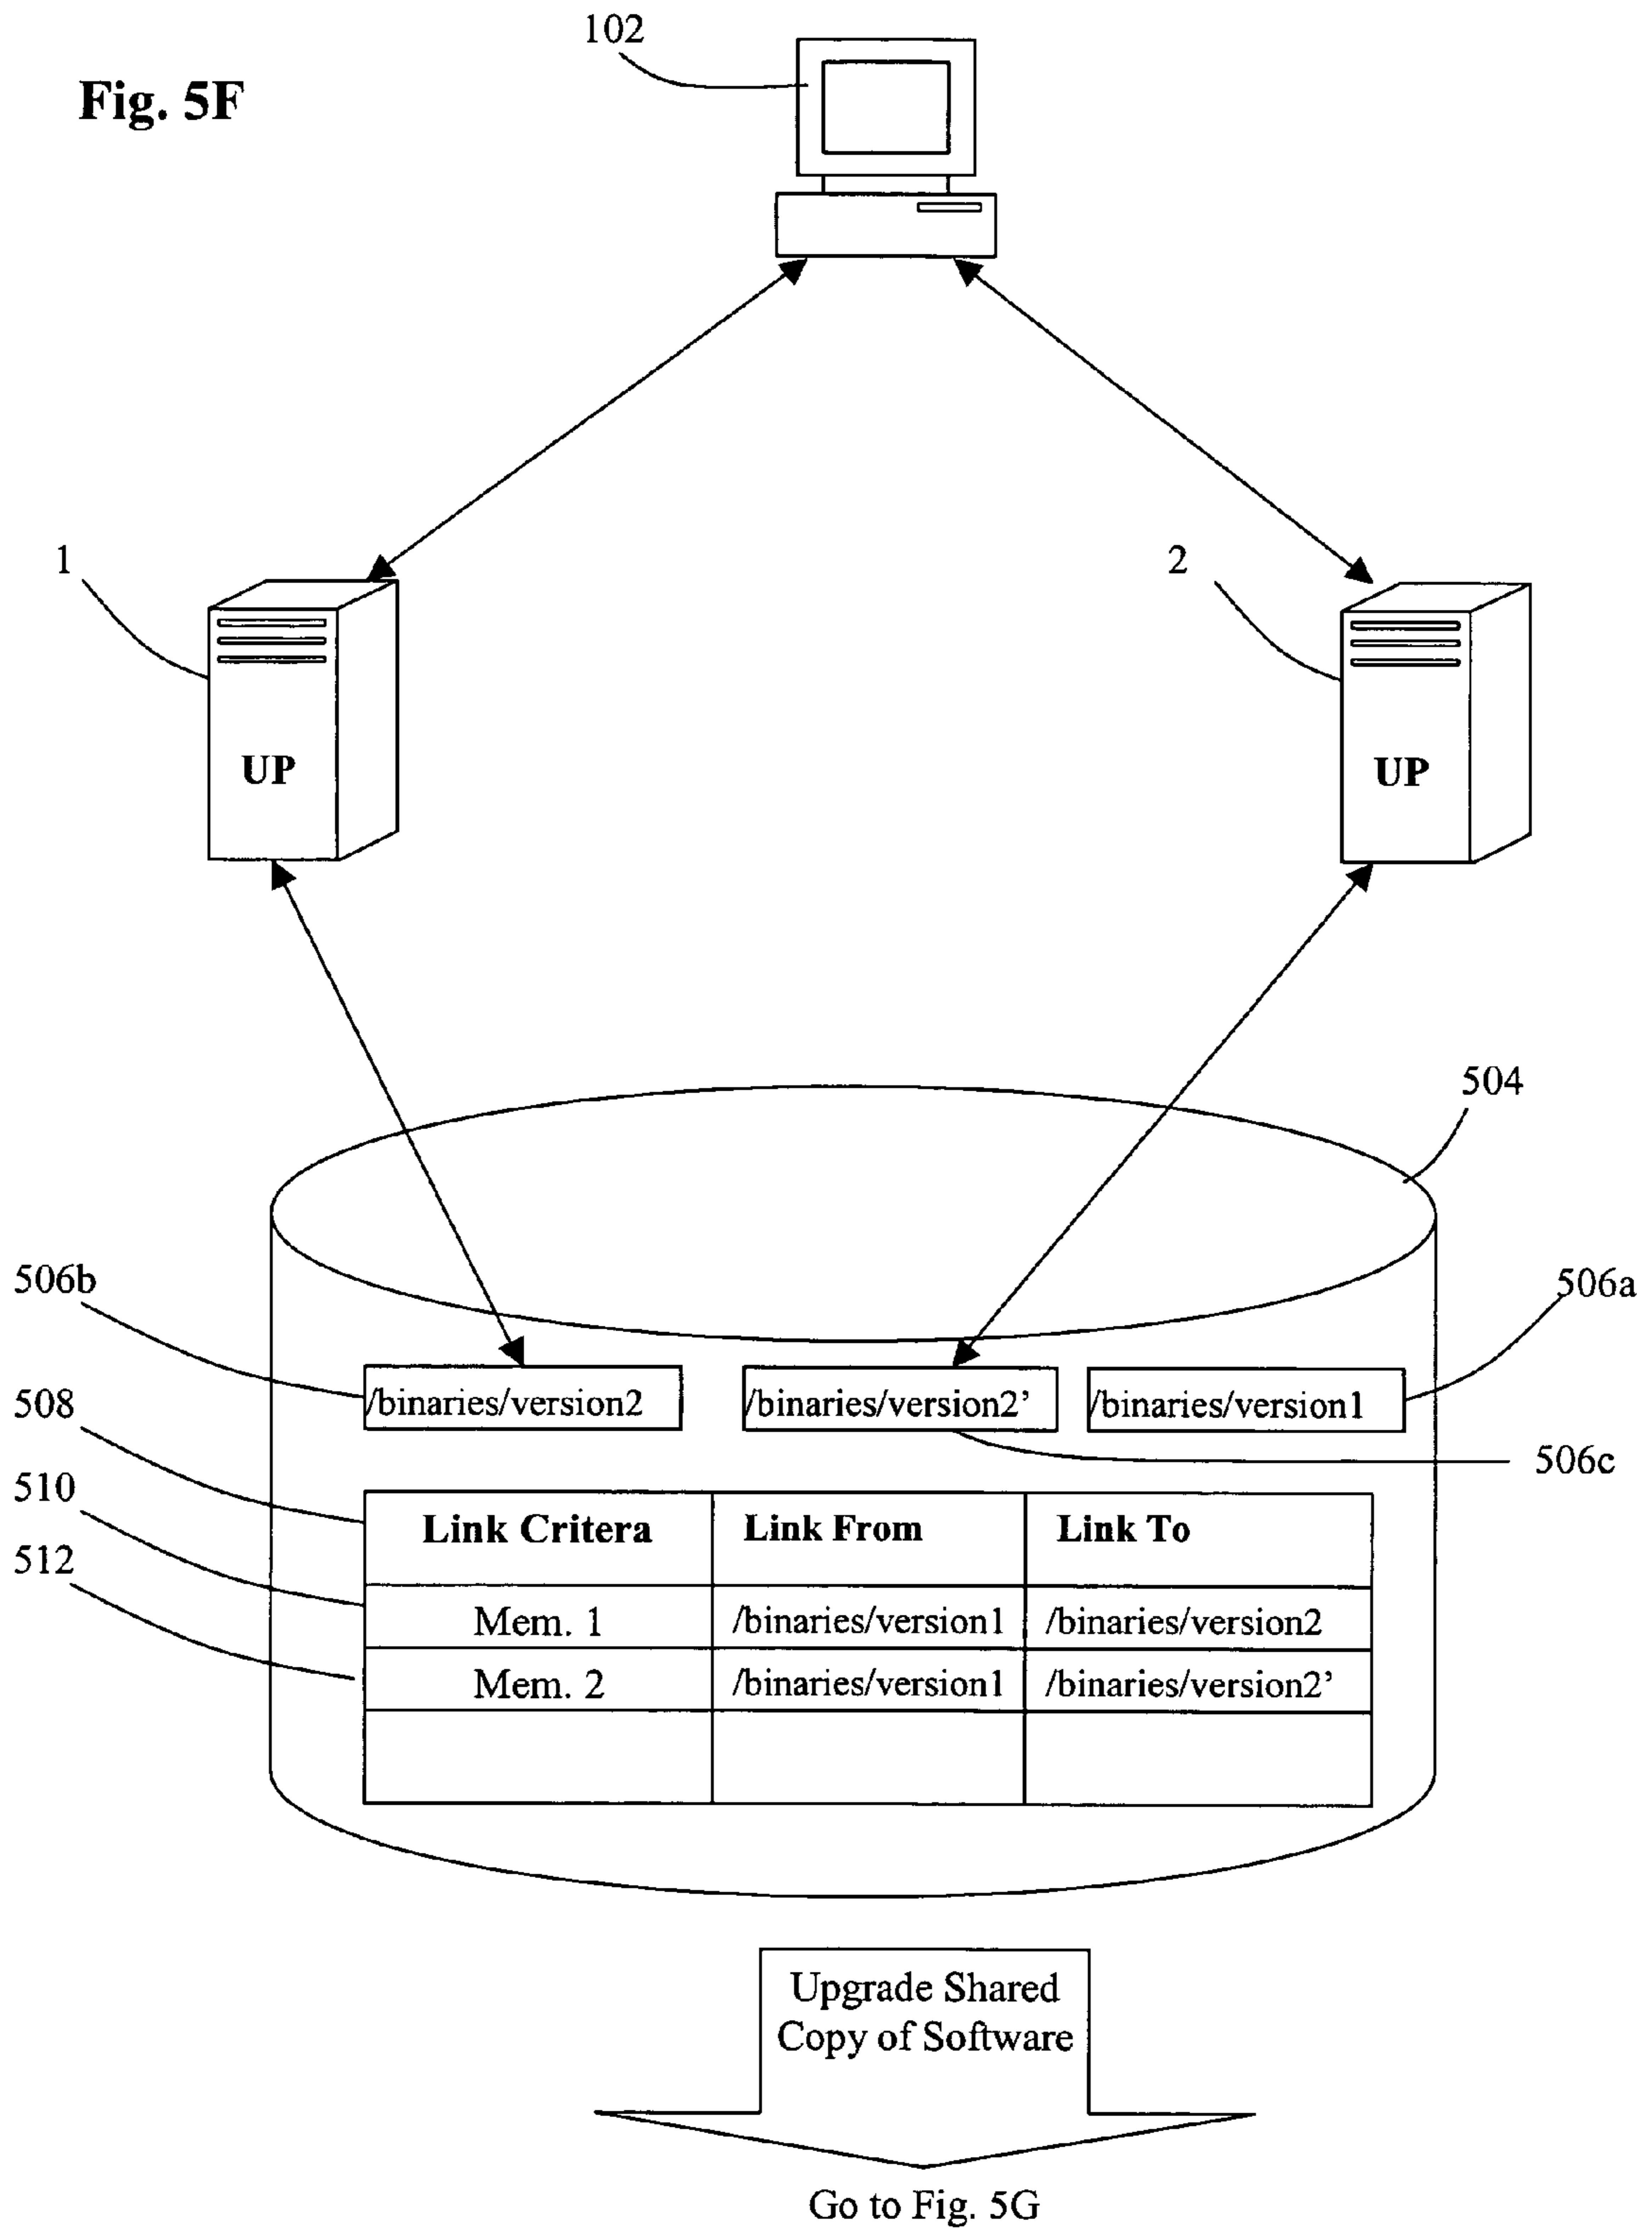 102
Fig. 5F
1
2
UP
UP
504
506b
506a
/binaries/version2
/binaries/version2’
/binaries/version1
508
506c
510
Link Critera
Link From
Link To
512
Mem. 1
/binaries/version1
/binaries/version2
Mem. 2
/binaries/version1
/binaries/version2’
Upgrade Shared
Copy of Software
Go to Fig. 5G